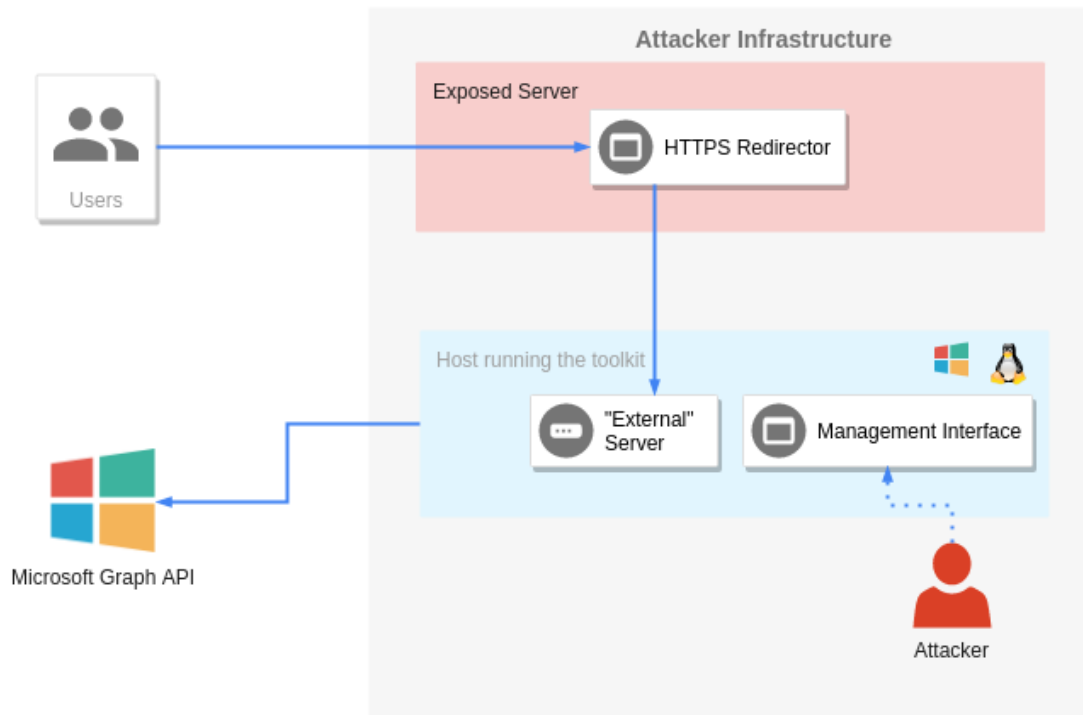 Attacker Infrastructure
Exposed Server
HTTPS Redirector
Users
Host running the toolkit
"External"
Server
Management Interface
Microsoft Graph API
Attacker